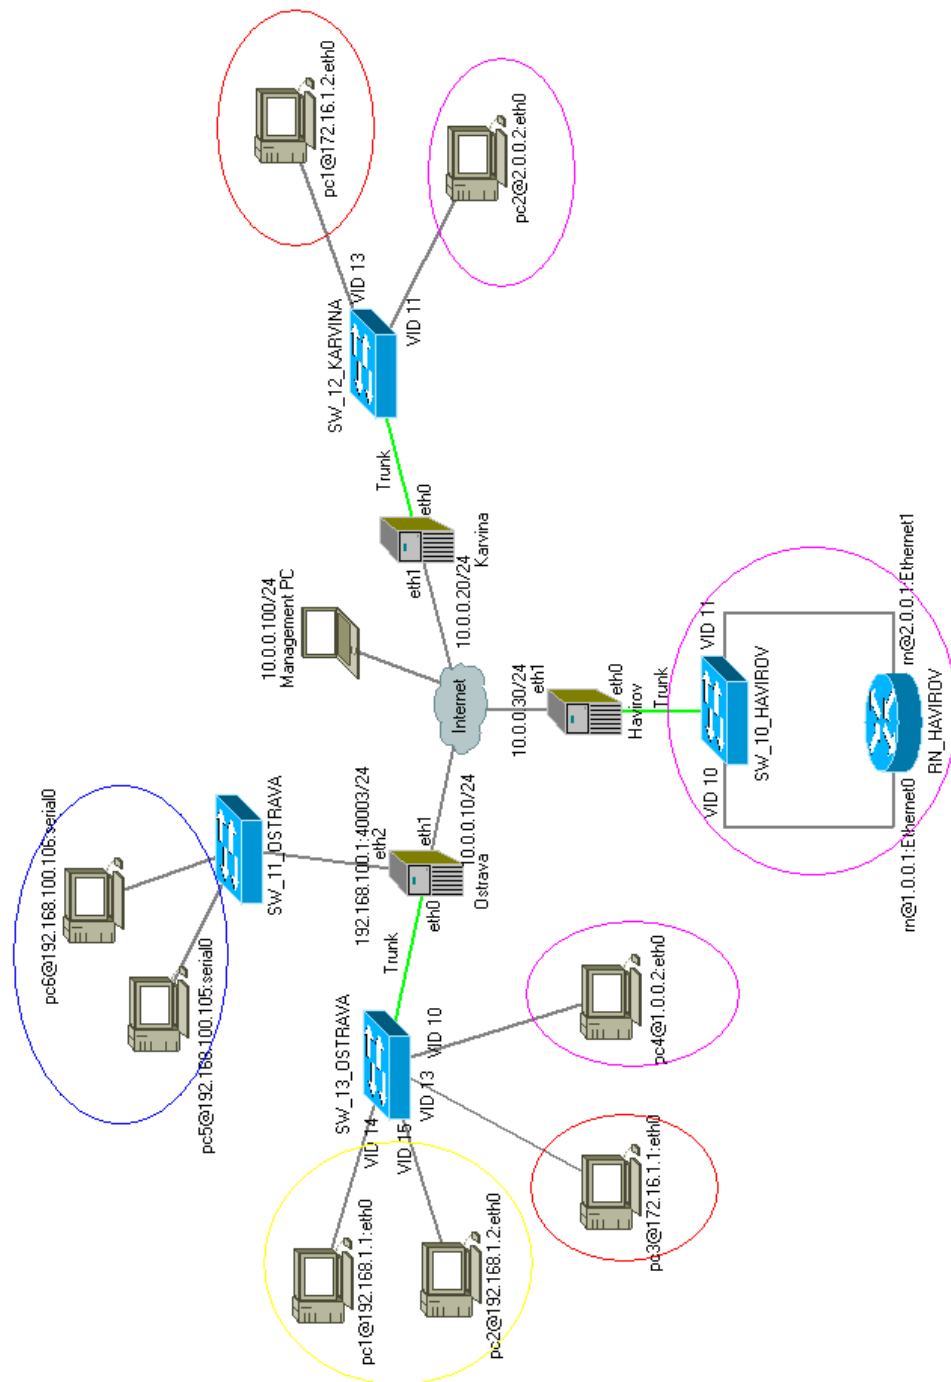 pc1@172.16.1.2:eth0
pc2@2.0.0.2:eth0
VID 13
VID 11
SW_12_KARVINA
Trunk
eth0
Karvina
eth1
10.0.0.20/24
10.0.0.100/24
Management PC
Internet
10.0.0.30/24
eth1
eth0
Havirov
Trunk
VID 11
SW_10_HAVIROV
VID 10
rn@2.0.0.1:Ethernet1
RN_HAVIROV
rn@1.0.0.1:Ethernet0
pc6@192.168.100.106:serial0
pc5@192.168.100.105:serial0
SW_11_OSTRAVA
192.168.100.1:40003/24
eth2
eth1
10.0.0.10/24
Ostrava
eth0
Trunk
SW_13_OSTRAVA
VID 10
VID 13
VID 14
VID 15
pc4@1.0.0.2:eth0
pc3@172.16.1.1:eth0
pc1@192.168.1.1:eth0
pc2@192.168.1.2:eth0